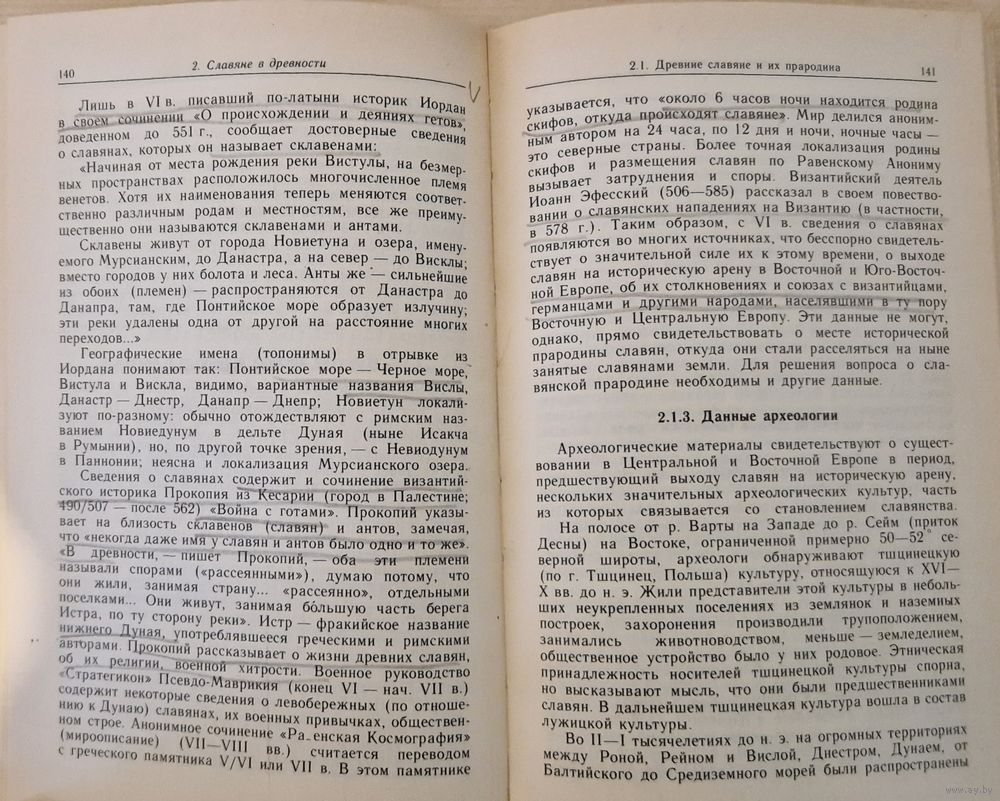 140
2. Славяне в древности
Лишь в VI в. писавший по-латыни историк Иордан
в своем сочинении «О происхождении и деяниях гетов»,
доведенном до 551 г., сообщает достоверные сведения
о славянах, которых он называет склавенами:
«Начиная от места рождения реки Вистулы, на безмер-
ных пространствах расположилось многочисленное племя
венетов. Хотя их наименования теперь меняются соответ-
ственно различным родам и местностям, все же преиму-
щественно они называются склавенами и антами.
Склавены живут от города Новиетуна и озера, имену-
емого Мурсианским, до Данастра, а на север — до Висклы;
вместо городов у них болота и леса. Анты же — сильнейшие
из обоих (племен) — распространяются от Данастра до
Данапра, там, где Понтийское море образует излучину;
эти реки удалены одна от другой на расстояние многих
переходов...»
Географические имена (топонимы) в отрывке из
Иордана понимают так: Понтийское море — Черное море,
Вистула и Вискла, видимо, вариантные названия Вислы,
Данастр — Днестр, Данапр — Днепр; Новиетун локали-
зуют по-разному: обычно отождествляют с римским наз-
ванием Новиедунум в дельте Дуная (ныне Исакча
в Румынии), но, по другой точке зрения, — с Невиодунум
в Паннонии; неясна и локализация Мурсианского озера.
Сведения о славянах содержит и сочинение византий-
ского историка Прокопия из Кесарии (город в Палестине;
490/507 — после 562) «Война с готами». Прокопий указы-
вает на близость склавенов (славян) и антов, замечая,
что «некогда даже имя у славян и антов было одно и то же».
«В древности, — пишет Прокопий, — оба эти племени
называли спорами («рассеянными»), думаю потому, что
они жили, занимая страну... «рассеянно», отдельными
поселками... Они живут, занимая бо́льшую часть берега
Истра, по ту сторону реки». Истр — фракийское название
нижнего Дуная, употреблявшееся греческими и римскими
авторами. Прокопий рассказывает о жизни древних славян,
об их религии, военной хитрости. Военное руководство
«Стратегикон» Псевдо-Маврикия (конец VI — нач. VII в.)
содержит некоторые сведения о левобережных (по отноше-
нию к Дунаю) славянах, их военных привычках, обществен-
ном строе. Анонимное сочинение «Ра енская Космография»
(мироописание) (VII—VIII вв.) считается переводом
с греческого памятника V/VI или VII в. В этом памятнике
2.1. Древние славяне и их прародина
141
указывается, что «около 6 часов ночи находится родина
скифов, откуда происходят славяне». Мир делился аноним-
ным автором на 24 часа, по 12 дня и ночи, ночные часы —
это северные страны. Более точная локализация родины
скифов и размещения славян по Равенскому Анониму
вызывает затруднения и споры. Византийский деятель
Иоанн Эфесский (506—585) рассказал в своем повество-
вании о славянских нападениях на Византию (в частности,
в 578 г.). Таким образом, с VI в. сведения о славянах
появляются во многих источниках, что бесспорно свидетель-
ствует о значительной силе их к этому времени, о выходе
славян на историческую арену в Восточной и Юго-Восточ-
ной Европе, об их столкновениях и союзах с византийцами,
германцами и другими народами, населявшими в ту пору
Восточную и Центральную Европу. Эти данные не могут,
однако, прямо свидетельствовать о месте исторической
прародины славян, откуда они стали расселяться на ныне
занятые славянами земли. Для решения вопроса о сла-
вянской прародине необходимы и другие данные.
2.1.3. Данные археологии
Археологические материалы свидетельствуют о сущест-
вовании в Центральной и Восточной Европе в период,
предшествующий выходу славян на историческую арену,
нескольких значительных археологических культур, часть
из которых связывается со становлением славянства.
На полосе от р. Варты на Западе до р. Сейм (приток
Десны) на Востоке, ограниченной примерно 50—52° се-
верной широты, археологи обнаруживают тшцинецкую
(по г. Тшцинец, Польша) культуру, относящуюся к XVI—
X вв. до н. э. Жили представители этой культуры в неболь-
ших неукрепленных поселениях из землянок и наземных
построек, захоронения производили трупоположением,
занимались животноводством, меньше — земледелием,
общественное устройство было у них родовое. Этническая
принадлежность носителей тшцинецкой культуры спорна,
но высказывают мысль, что они были предшественниками
славян. В дальнейшем тшцинецкая культура вошла в состав
лужицкой культуры.
Во II—I тысячелетиях до н. э. на огромных территориях
между Роной, Рейном и Вислой, Днестром, Дунаем, от
Балтийского до Средиземного морей были распространены
www.ay.by